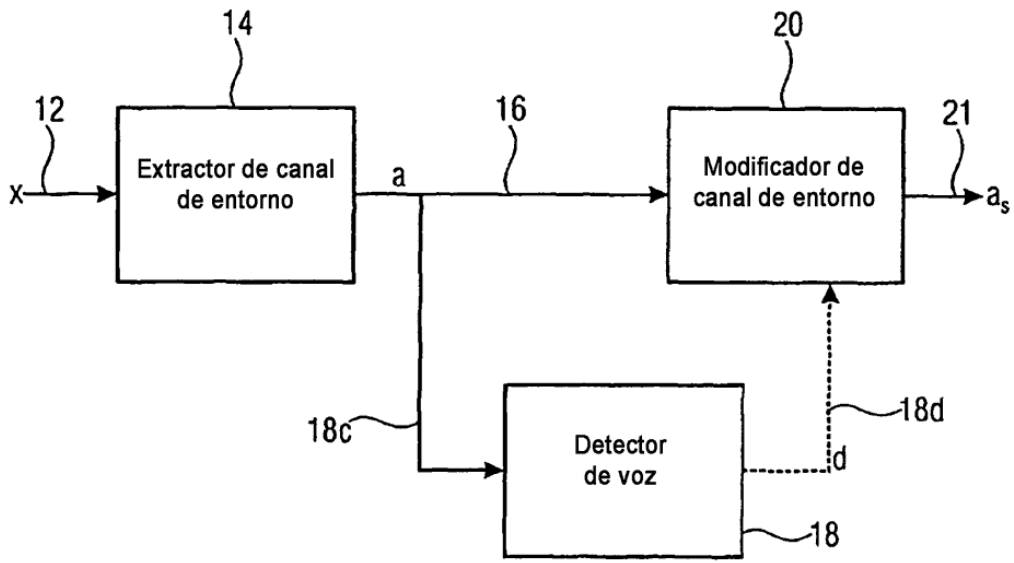 14
20
12
16
21
x
Extractor de canal
de entorno
a
Modificador de
canal de entorno
as
18c
18d
Detector
de voz
d
18